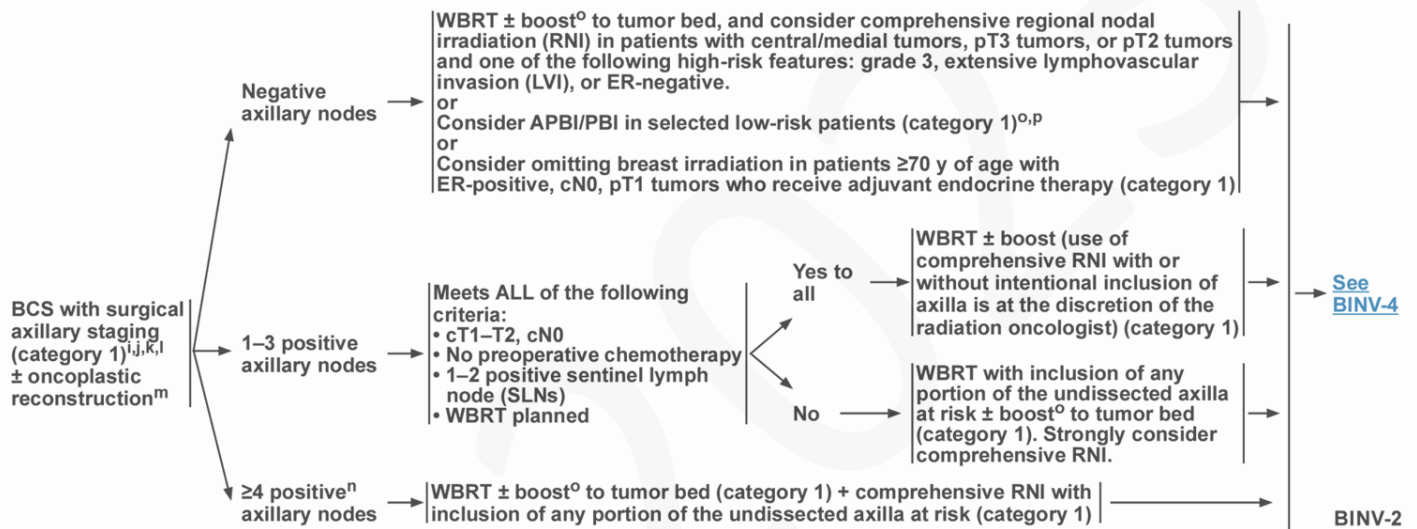 BCS with surgical
axillary staging
(category 1)i,j,k,l
± oncoplastic
reconstructionm
Negative
axillary nodes
WBRT ± boosto to tumor bed, and consider comprehensive regional nodal
irradiation (RNI) in patients with central/medial tumors, pT3 tumors, or pT2 tumors
and one of the following high-risk features: grade 3, extensive lymphovascular
invasion (LVI), or ER-negative.
or
Consider APBI/PBI in selected low-risk patients (category 1)o,p
or
Consider omitting breast irradiation in patients ≥70 y of age with
ER-positive, cN0, pT1 tumors who receive adjuvant endocrine therapy (category 1)
1–3 positive
axillary nodes
Meets ALL of the following
criteria:
• cT1–T2, cN0
• No preoperative chemotherapy
• 1–2 positive sentinel lymph
node (SLNs)
• WBRT planned
Yes to
all
WBRT ± boost (use of
comprehensive RNI with or
without intentional inclusion of
axilla is at the discretion of the
radiation oncologist) (category 1)
No
WBRT with inclusion of any
portion of the undissected axilla
at risk ± boosto to tumor bed
(category 1). Strongly consider
comprehensive RNI.
≥4 positiven
axillary nodes
WBRT ± boosto to tumor bed (category 1) + comprehensive RNI with
inclusion of any portion of the undissected axilla at risk (category 1)
See
BINV-4
BINV-2